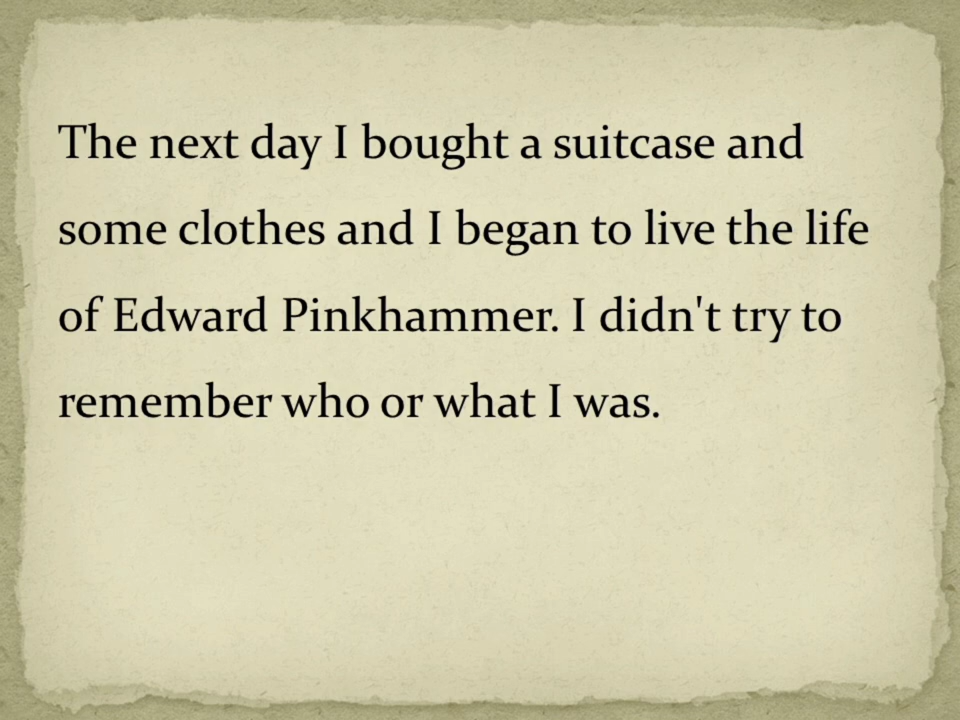 The next day I bought a suitcase and
some clothes and I began to live the life
of Edward Pinkhammer. I didn't try to
remember who or what I was.